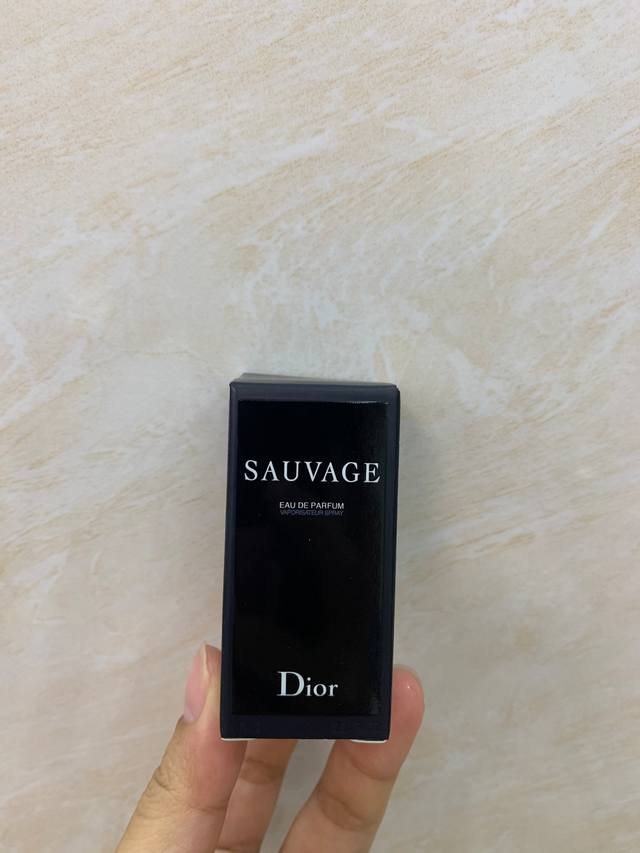 SAUVAGE
EAU DE PARFUM
VAPORISATEUR SPRAY
Dior